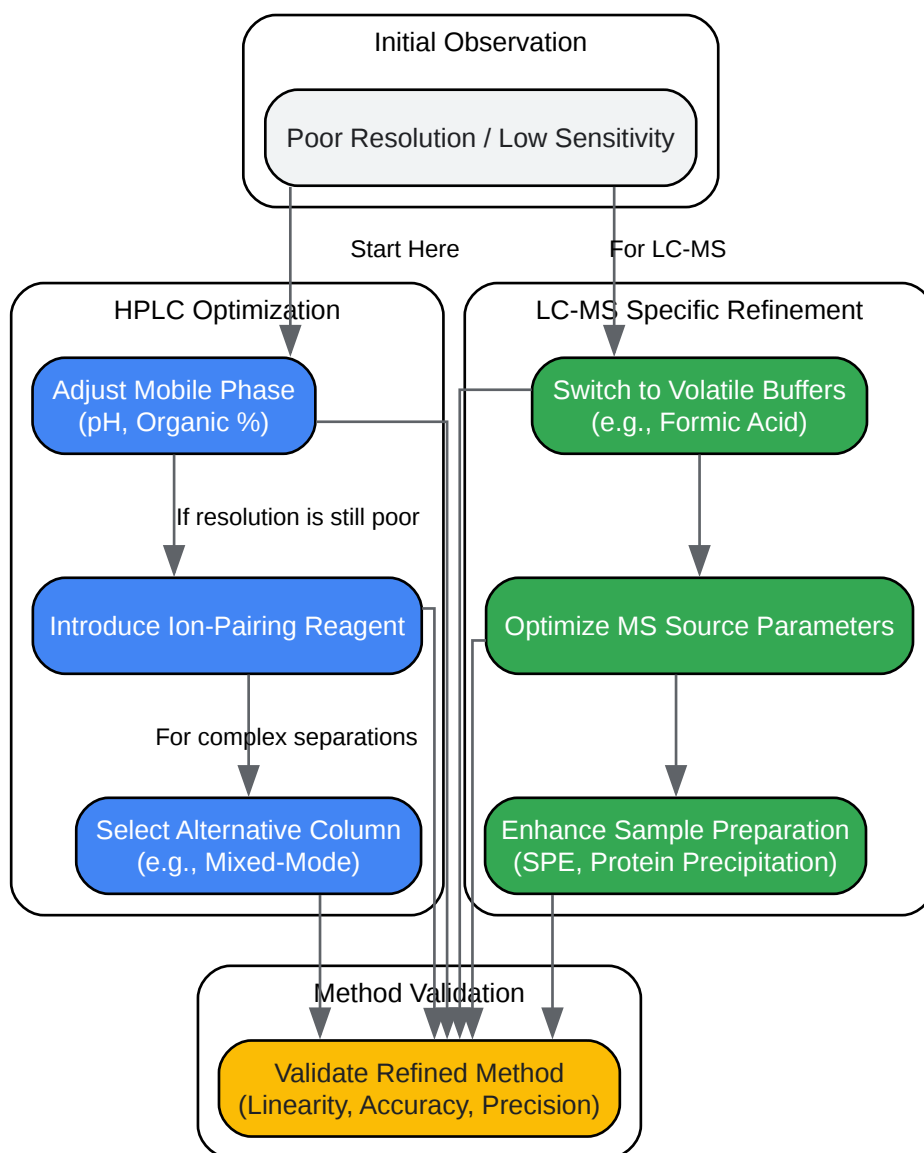 Initial Observation
Poor Resolution / Low Sensitivity
Start Here
For LC-MS
HPLC Optimization
Adjust Mobile Phase
(pH, Organic %)
If resolution is still poor
Introduce Ion-Pairing Reagent
For complex separations
Select Alternative Column
(e.g., Mixed-Mode)
LC-MS Specific Refinement
Switch to Volatile Buffers
(e.g., Formic Acid)
Optimize MS Source Parameters
Enhance Sample Preparation
(SPE, Protein Precipitation)
Method Validation
Validate Refined Method
(Linearity, Accuracy, Precision)